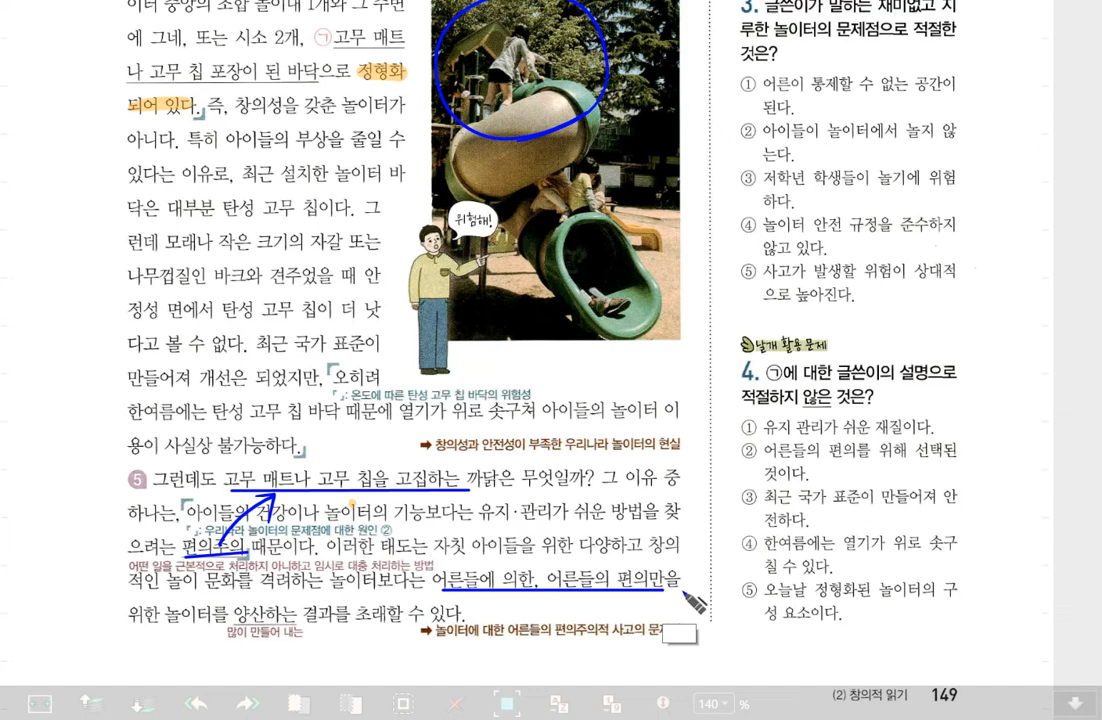 이터 중앙의 조합 놀이대 1개와 그 주변
에 그네, 또는 시소 2개, ㉠고무 매트
나 고무 칩 포장이 된 바닥으로 정형화
되어 있다.」 즉, 창의성을 갖춘 놀이터가
아니다. 특히 아이들의 부상을 줄일 수
있다는 이유로, 최근 설치한 놀이터 바
닥은 대부분 탄성 고무 칩이다. 그
런데 모래나 작은 크기의 자갈 또는
나무껍질인 바크와 견주었을 때 안
정성 면에서 탄성 고무 칩이 더 낫
다고 볼 수 없다. 최근 국가 표준이
만들어져 개선은 되었지만, 「오히려
「 」: 온도에 따른 탄성 고무 칩 바닥의 위험성
한여름에는 탄성 고무 칩 바닥 때문에 열기가 위로 솟구쳐 아이들의 놀이터 이
용이 사실상 불가능하다.」
➡ 창의성과 안전성이 부족한 우리나라 놀이터의 현실
5 그런데도 고무 매트나 고무 칩을 고집하는 까닭은 무엇일까? 그 이유 중
하나는, 「아이들의 건강이나 놀이터의 기능보다는 유지·관리가 쉬운 방법을 찾
「 」: 우리나라 놀이터의 문제점에 대한 원인 ②
으려는 편의주의」 때문이다. 이러한 태도는 자칫 아이들을 위한 다양하고 창의
어떤 일을 근본적으로 처리하지 아니하고 임시로 대충 처리하는 방법
적인 놀이 문화를 격려하는 놀이터보다는 어른들에 의한, 어른들의 편의만을
위한 놀이터를 양산하는 결과를 초래할 수 있다.
많이 만들어 내는
➡ 놀이터에 대한 어른들의 편의주의적 사고의
위험해!
3. 글쓴이가 말하는 재미없고 지
루한 놀이터의 문제점으로 적절한
것은?
① 어른이 통제할 수 없는 공간이
된다.
② 아이들이 놀이터에서 놀지 않
는다.
③ 저학년 학생들이 놀기에 위험
하다.
④ 놀이터 안전 규정을 준수하지
않고 있다.
⑤ 사고가 발생할 위험이 상대적
으로 높아진다.
날개 활용 문제
4. ㉠에 대한 글쓴이의 설명으로
적절하지 않은 것은?
① 유지 관리가 쉬운 재질이다.
② 어른들의 편의를 위해 선택된
것이다.
③ 최근 국가 표준이 만들어져 안
전하다.
④ 한여름에는 열기가 위로 솟구
칠 수 있다.
⑤ 오늘날 정형화된 놀이터의 구
성 요소이다.
(2) 창의적 읽기 149
140 %